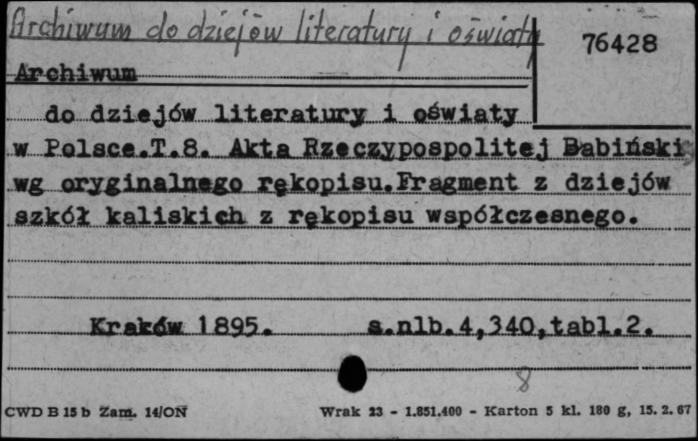 Archiwum do dziejów literatury i oświaty
76428
Archiwum
do dziejów literatury i oświaty
w Polsce.T.8. Akta Rzeczypospolitej Babińskiej
wg oryginalnego rękopisu.Fragment z dziejów
szkół kaliskich z rękopisu współczesnego.
Kraków 1895. s.nlb.4,340,tabl.2.
8
CWD B 15 b Zam. 14/ON Wrak 23 - 1.851.400 - Karton 5 kl. 180 g, 15. 2. 67